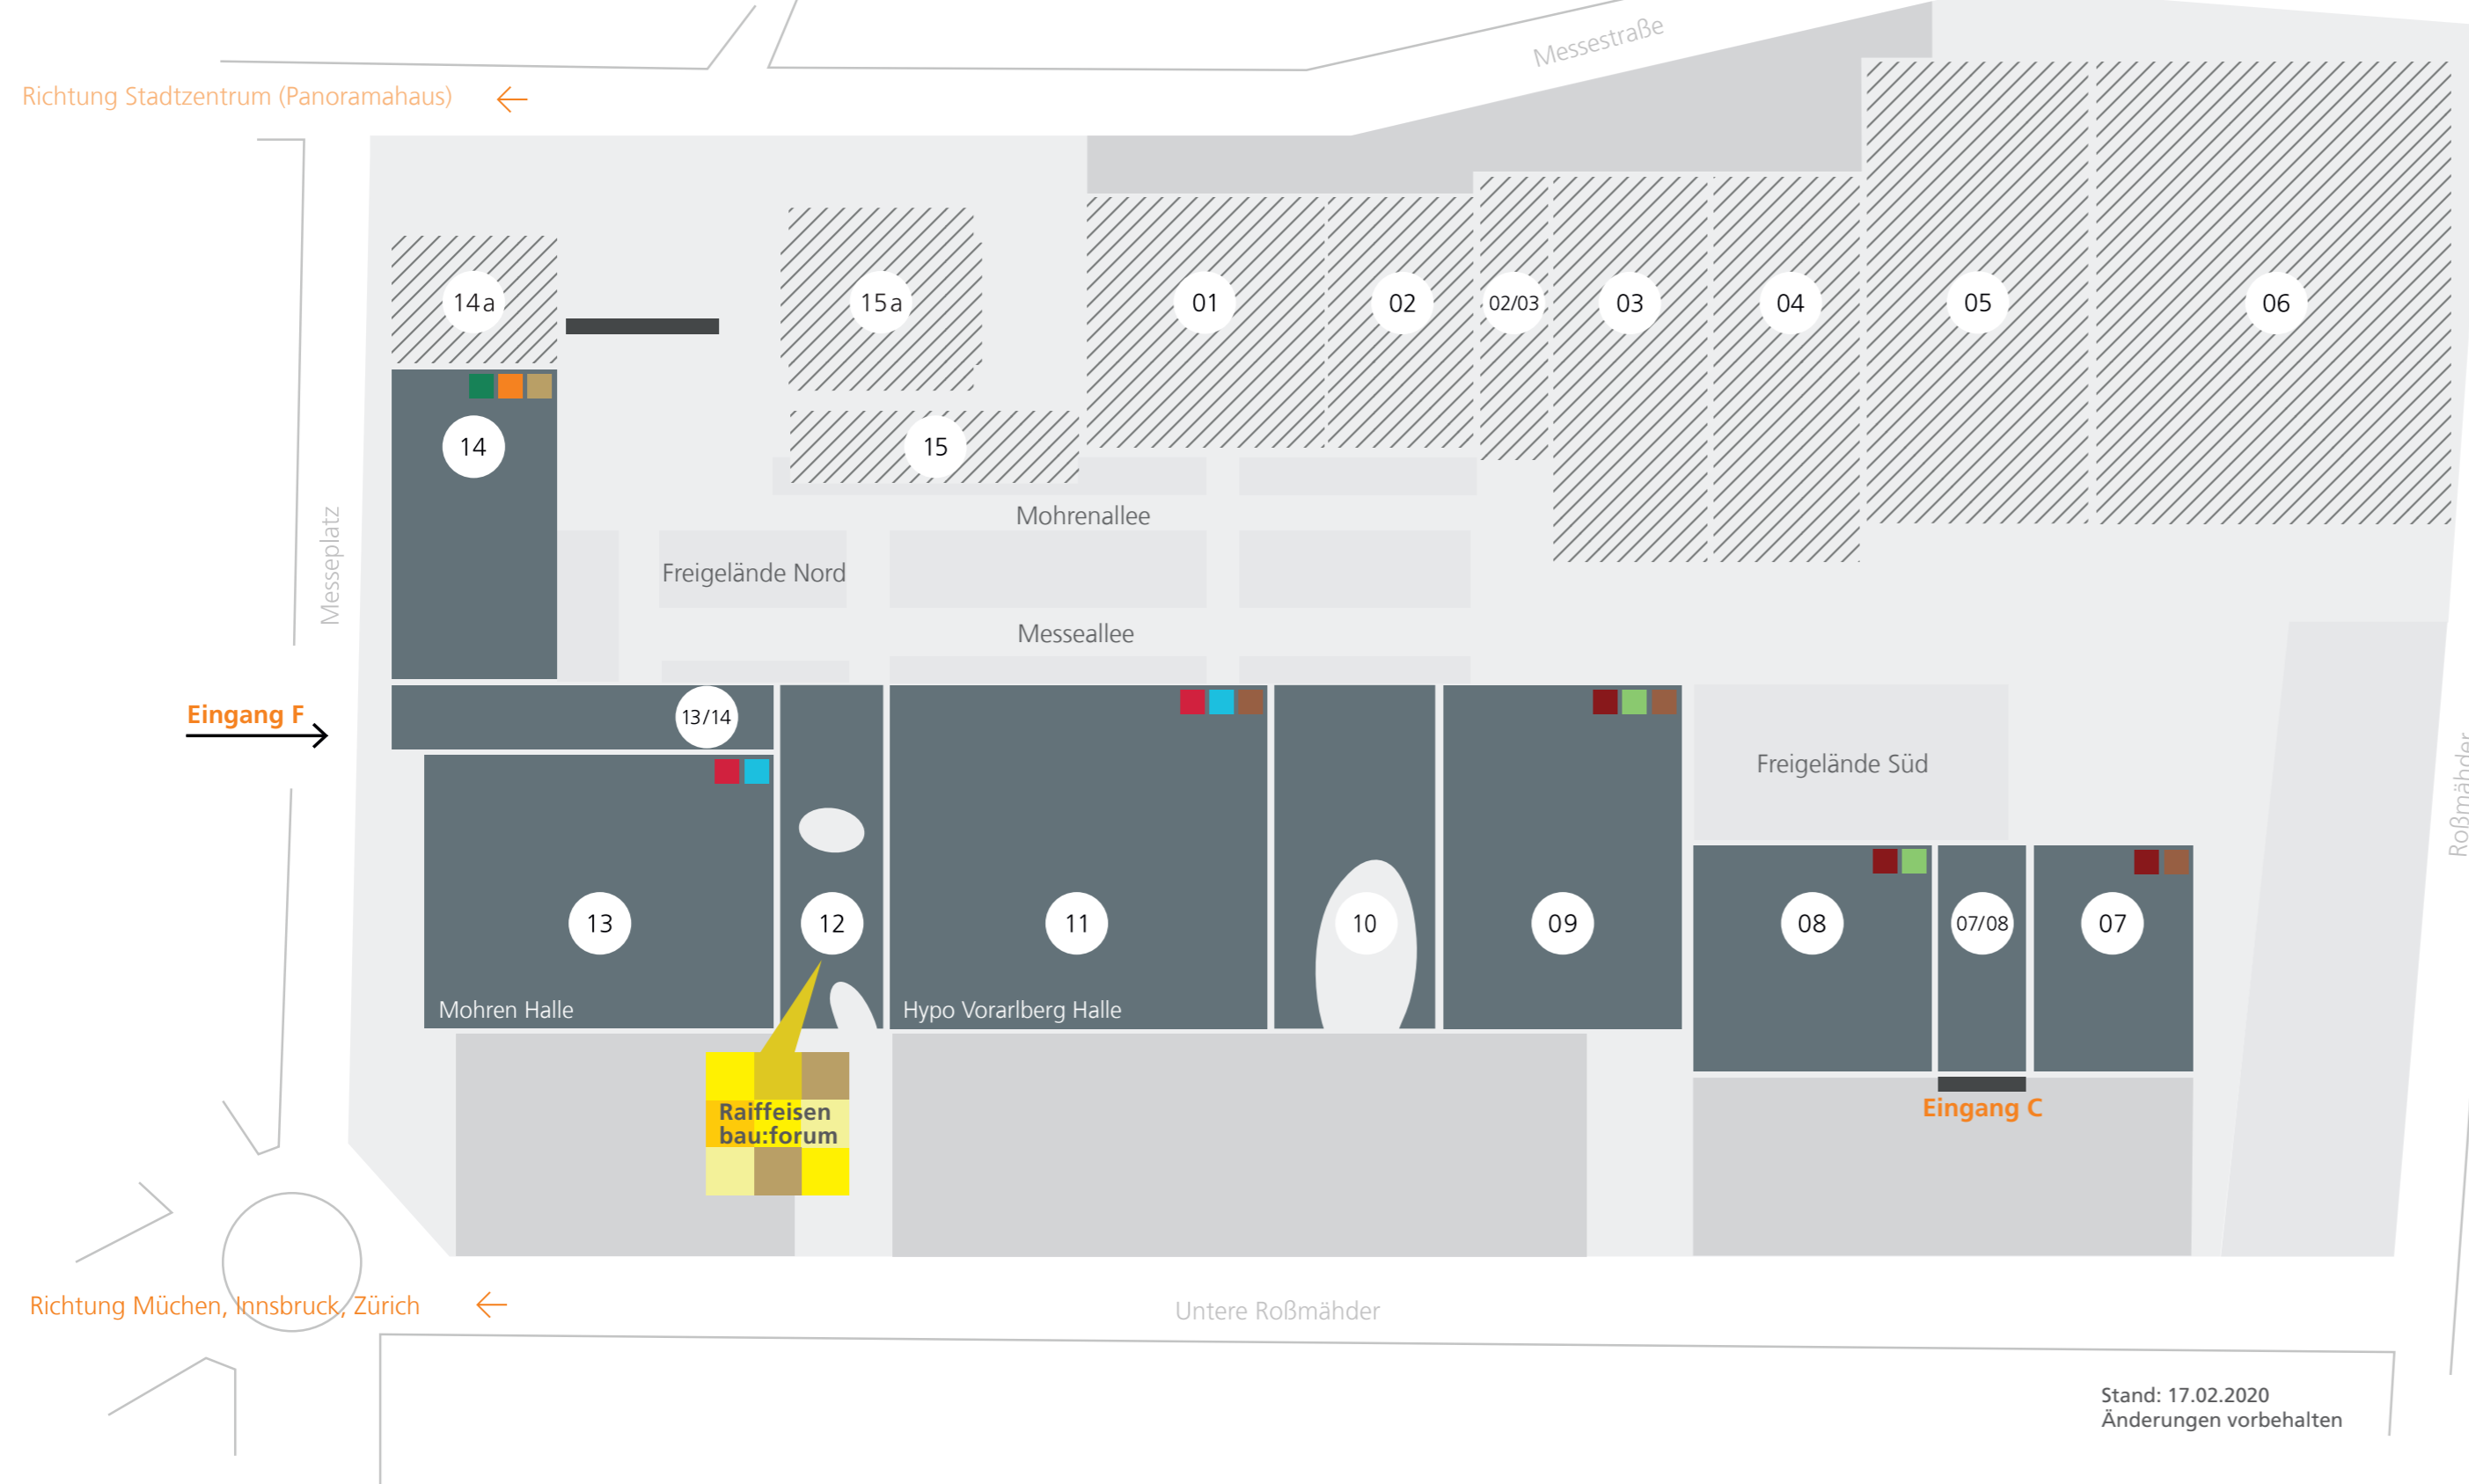 Messestraße
Richtung Stadtzentrum (Panoramahaus)
14a
15a
01
02
02/03
03
04
05
06
14
15
Mohrenallee
Messeplatz
Freigelände Nord
Messeallee
Eingang F
13/14
Freigelände Süd
Roßmähder
13
12
11
10
09
08
07/08
07
Mohren Halle
Hypo Vorarlberg Halle
Raiffeisen
bau:forum
Eingang C
Richtung Müchen, Innsbruck, Zürich
Untere Roßmähder
Stand: 17.02.2020
Änderungen vorbehalten